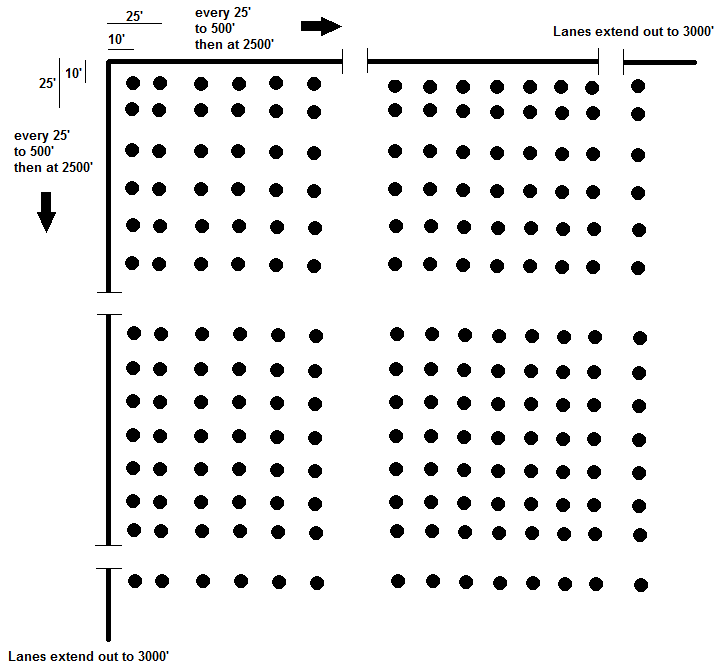 25'
every 25'
to 500'
then at 2500'
Lanes extend out to 3000'
10'
10'
25'
every 25'
to 500'
then at 2500'
Lanes extend out to 3000'